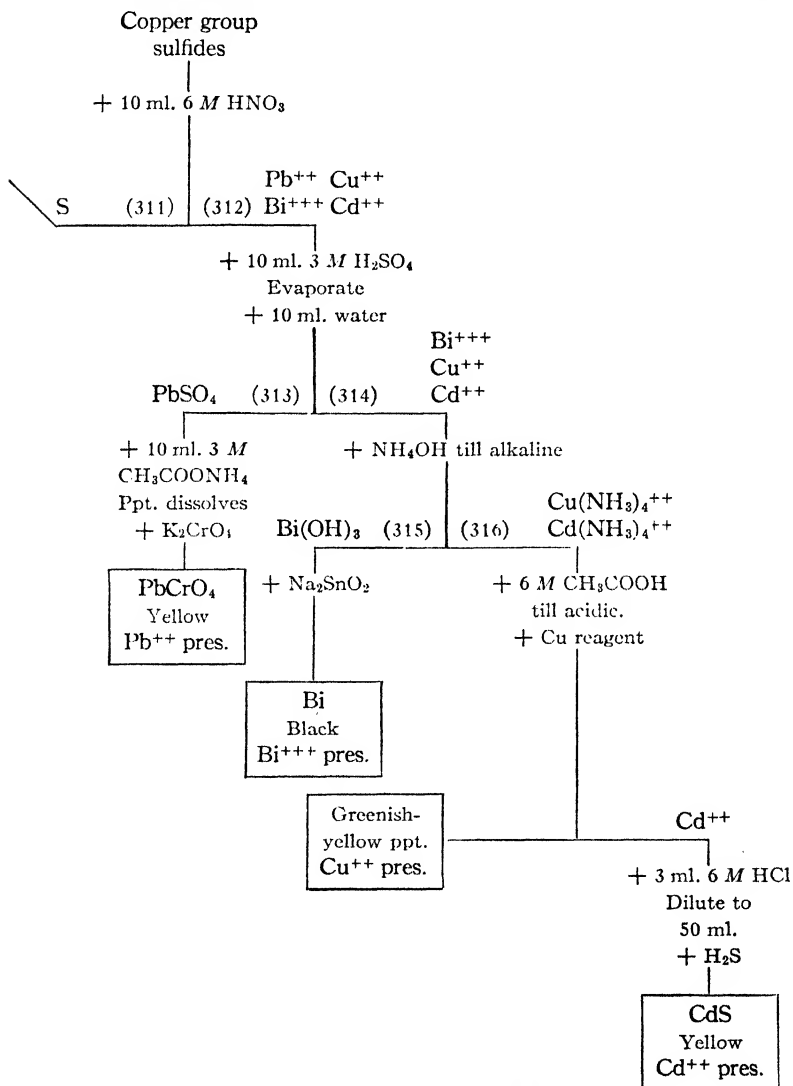 Copper group
sulfides
+ 10 ml. 6 M HNO₃
Pb⁺⁺ Cu⁺⁺
S (311) (312) Bi⁺⁺⁺ Cd⁺⁺
+ 10 ml. 3 M H₂SO₄
Evaporate
+ 10 ml. water
Bi⁺⁺⁺
Cu⁺⁺
PbSO₄ (313) (314) Cd⁺⁺
+ 10 ml. 3 M
CH₃COONH₄
Ppt. dissolves
+ K₂CrO₄
PbCrO₄
Yellow
Pb⁺⁺ pres.
+ NH₄OH till alkaline
Cu(NH₃)₄⁺⁺
Bi(OH)₃ (315) (316) Cd(NH₃)₄⁺⁺
+ Na₂SnO₂
Bi
Black
Bi⁺⁺⁺ pres.
+ 6 M CH₃COOH
till acidic.
+ Cu reagent
Greenish-
yellow ppt.
Cu⁺⁺ pres.
Cd⁺⁺
+ 3 ml. 6 M HCl
Dilute to
50 ml.
+ H₂S
CdS
Yellow
Cd⁺⁺ pres.